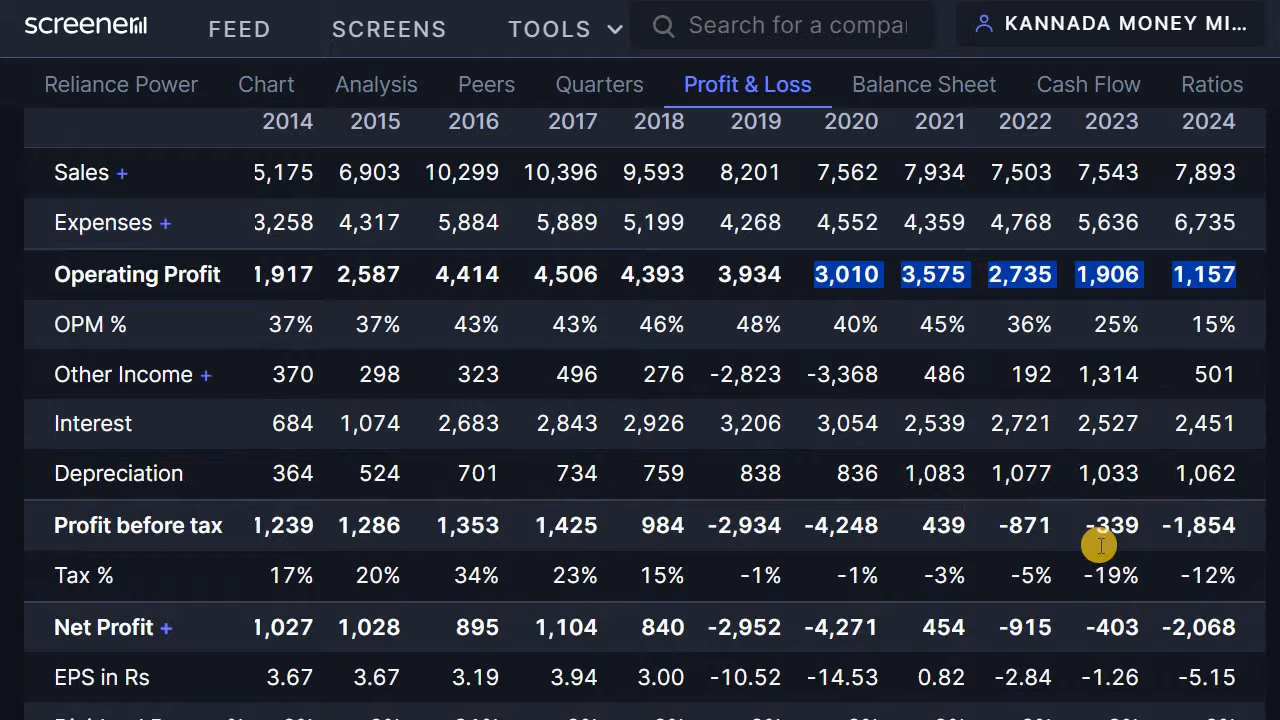 screener FEED SCREENS TOOLS Search for a compar KANNADA MONEY MI...
Reliance Power Chart Analysis Peers Quarters Profit & Loss Balance Sheet Cash Flow Ratios
2014 2015 2016 2017 2018 2019 2020 2021 2022 2023 2024
Sales + 5,175 6,903 10,299 10,396 9,593 8,201 7,562 7,934 7,503 7,543 7,893
Expenses + 3,258 4,317 5,884 5,889 5,199 4,268 4,552 4,359 4,768 5,636 6,735
Operating Profit 1,917 2,587 4,414 4,506 4,393 3,934 3,010 3,575 2,735 1,906 1,157
OPM % 37% 37% 43% 43% 46% 48% 40% 45% 36% 25% 15%
Other Income + 370 298 323 496 276 -2,823 -3,368 486 192 1,314 501
Interest 684 1,074 2,683 2,843 2,926 3,206 3,054 2,539 2,721 2,527 2,451
Depreciation 364 524 701 734 759 838 836 1,083 1,077 1,033 1,062
Profit before tax 1,239 1,286 1,353 1,425 984 -2,934 -4,248 439 -871 -339 -1,854
Tax % 17% 20% 34% 23% 15% -1% -1% -3% -5% -19% -12%
Net Profit + 1,027 1,028 895 1,104 840 -2,952 -4,271 454 -915 -403 -2,068
EPS in Rs 3.67 3.67 3.19 3.94 3.00 -10.52 -14.53 0.82 -2.84 -1.26 -5.15